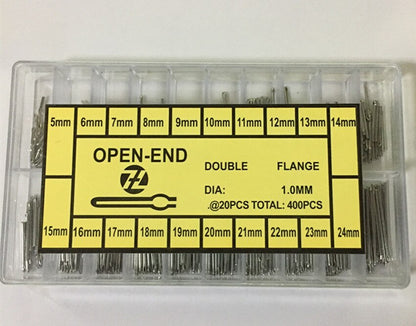 5mm 6mm 7mm 8mm 9mm 10mm 11mm 12mm 13mm 14mm
OPEN-END
DOUBLE FLANGE
DIA: 1.0MM
.@20PCS TOTAL: 400PCS
15mm 16mm 17mm 18mm 19mm 20mm 21mm 22mm 23mm 24mm